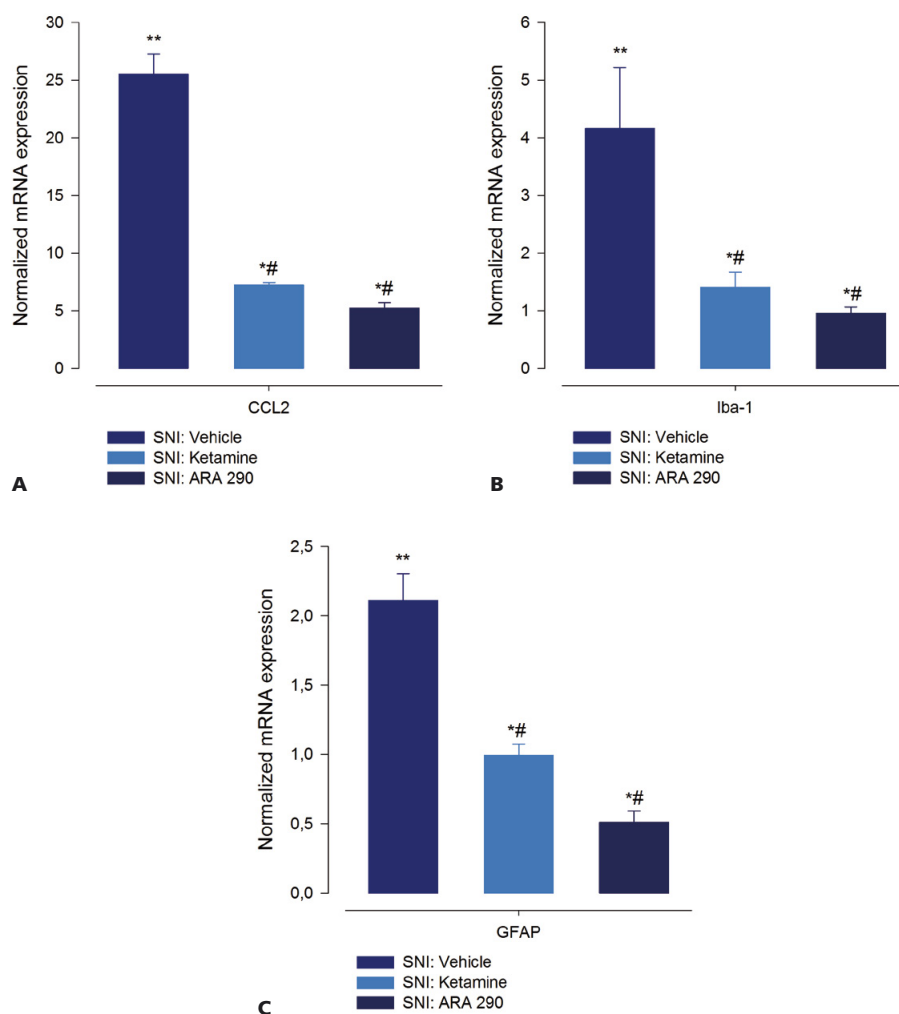 Normalized mRNA expression
30
25
20
15
10
5
0
**
*#
*#
CCL2
SNI: Vehicle
SNI: Ketamine
SNI: ARA 290
A
Normalized mRNA expression
6
5
4
3
2
1
0
**
*#
*#
Iba-1
SNI: Vehicle
SNI: Ketamine
SNI: ARA 290
B
Normalized mRNA expression
2,5
2,0
1,5
1,0
0,5
0,0
**
*#
*#
GFAP
SNI: Vehicle
SNI: Ketamine
SNI: ARA 290
C